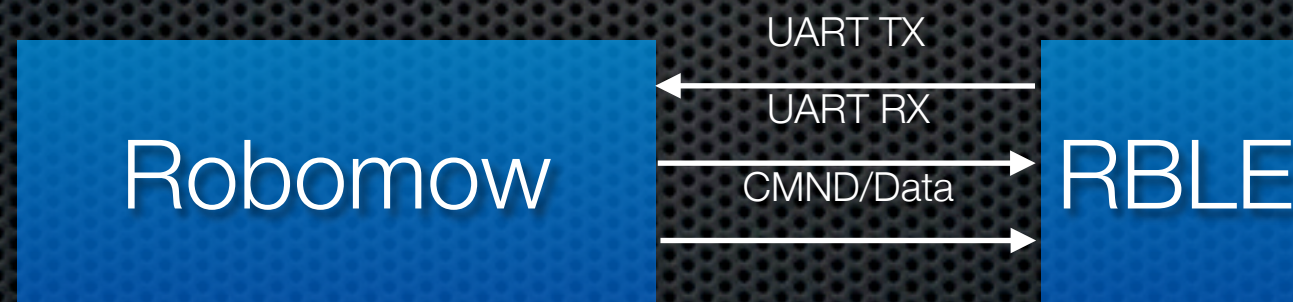 UART TX
UART RX
Robomow
CMND/Data
RBLE